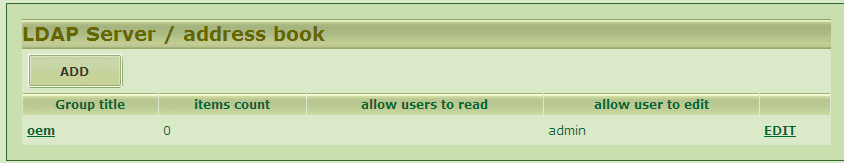 LDAP Server / address book
ADD
Group title items count allow users to read allow user to edit
oem 0 admin EDIT